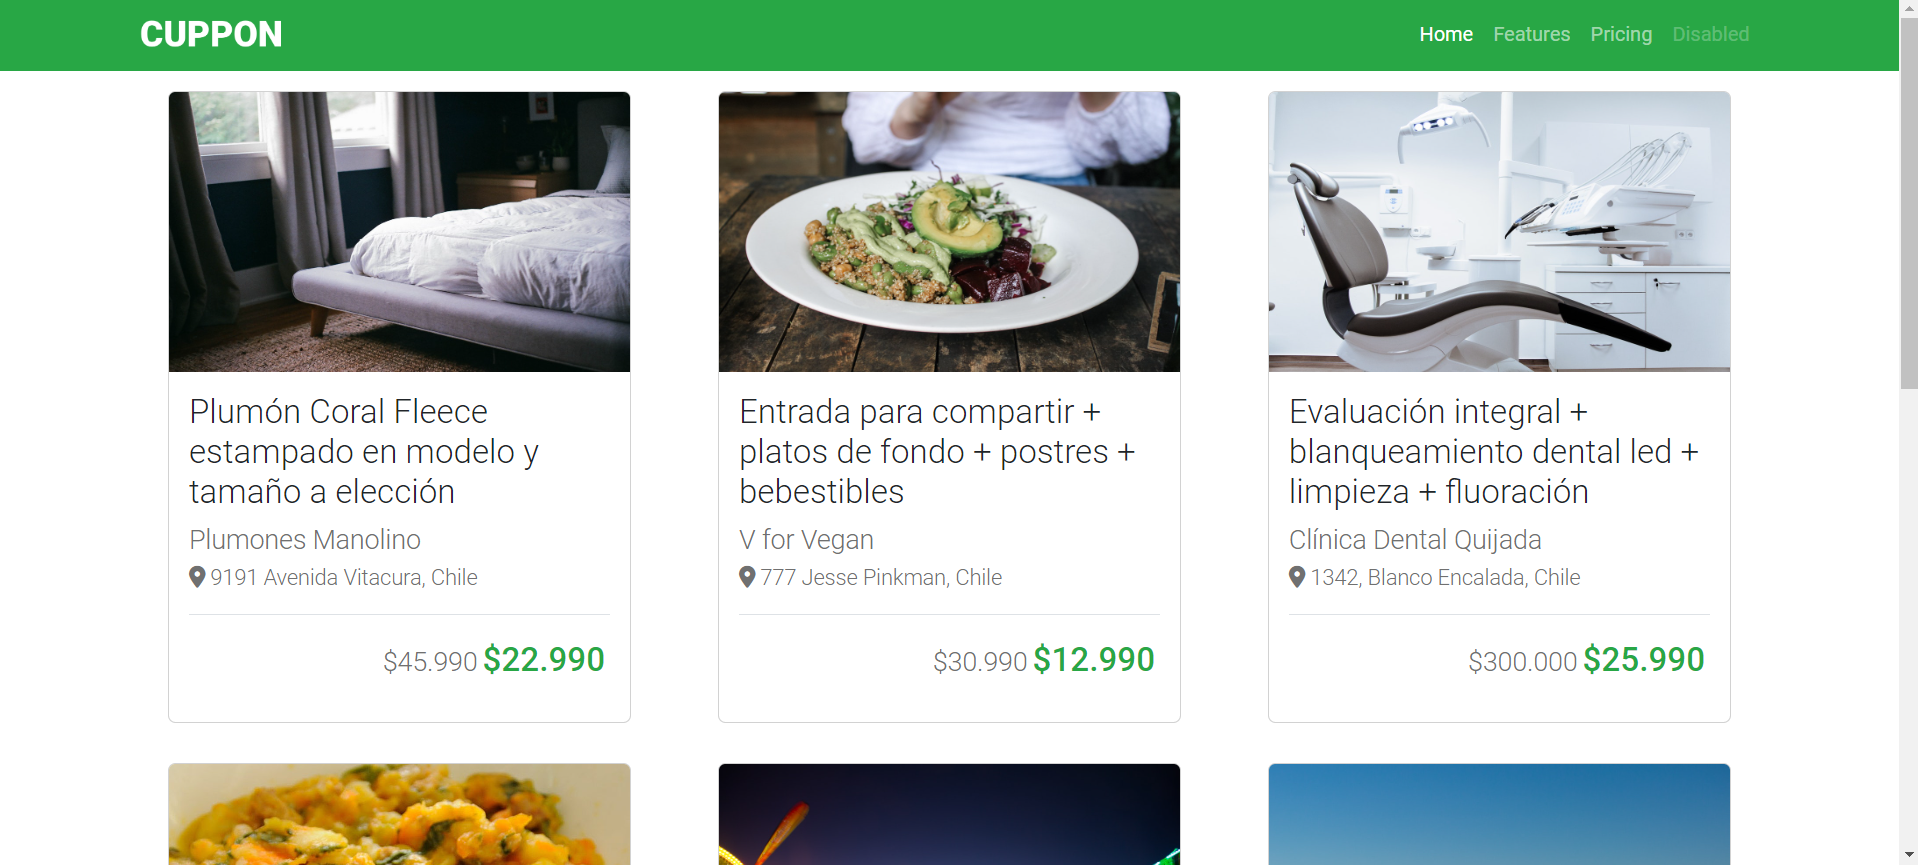 CUPPON
Home Features Pricing Disabled
Plumón Coral Fleece
estampado en modelo y
tamaño a elección
Plumones Manolino
9191 Avenida Vitacura, Chile
$45.990 $22.990
Entrada para compartir +
platos de fondo + postres +
bebestibles
V for Vegan
777 Jesse Pinkman, Chile
$30.990 $12.990
Evaluación integral +
blanqueamiento dental led +
limpieza + fluoración
Clínica Dental Quijada
1342, Blanco Encalada, Chile
$300.000 $25.990